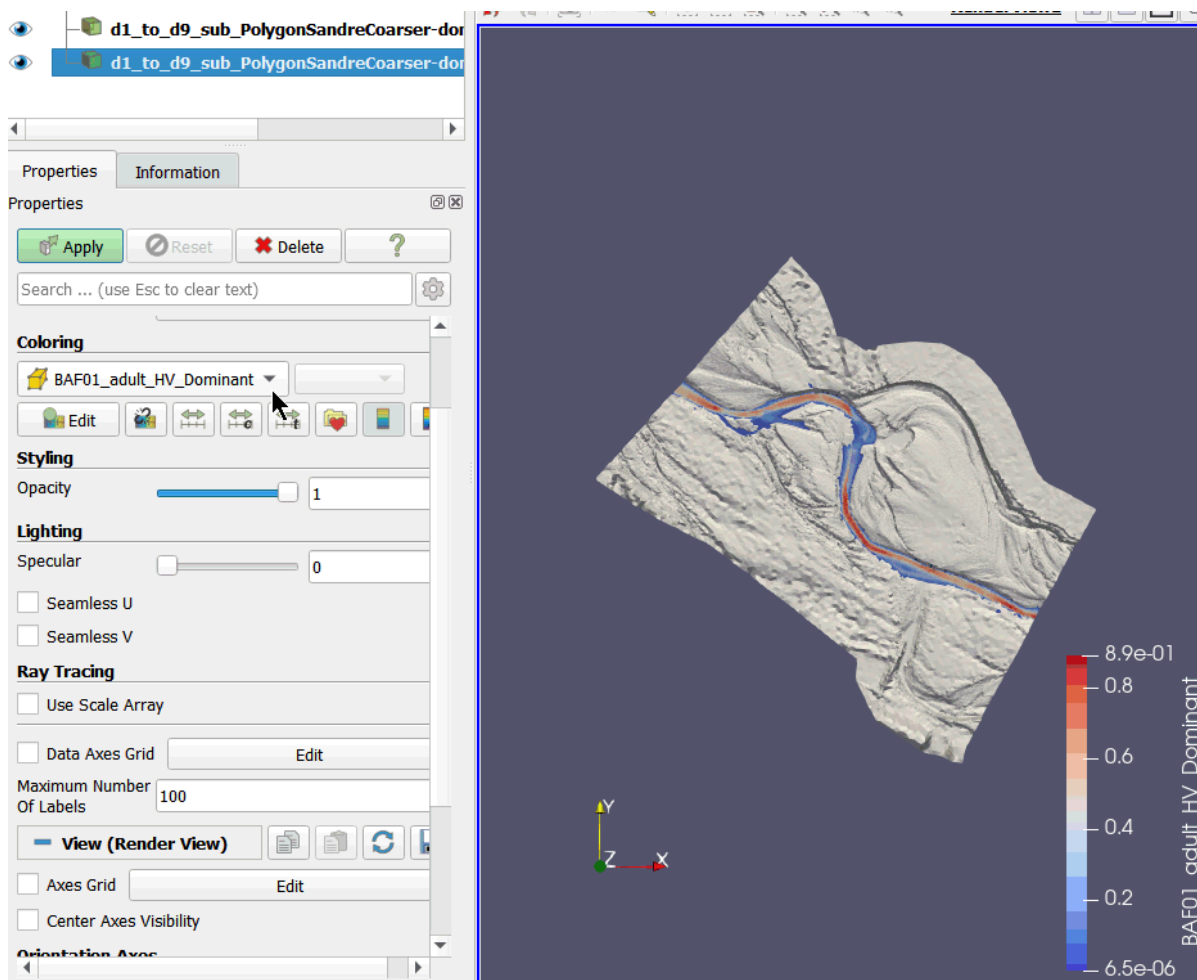 d1_to_d9_sub_PolygonSandreCoarser-dor
d1_to_d9_sub_PolygonSandreCoarser-dor
Properties
Information
Properties
Apply
Reset
Delete
?
Search ... (use Esc to clear text)
Coloring
BAF01_adult_HV_Dominant
Edit
Styling
Opacity
1
Lighting
Specular
0
Seamless U
Seamless V
Ray Tracing
Use Scale Array
Data Axes Grid
Edit
Maximum Number
Of Labels
100
View (Render View)
Axes Grid
Edit
Center Axes Visibility
Orientation Axes
Y
Z
X
8.9e-01
0.8
0.6
0.4
0.2
6.5e-06
BAF01_adult_HV_Dominant